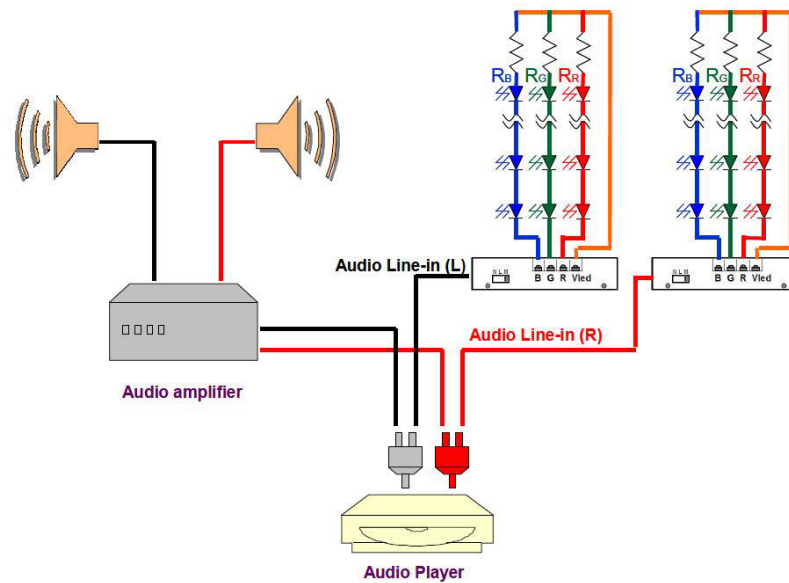 RB RG RR
RB RG RR
Audio Line-in (L)
B G R Vled
B G R Vled
Audio Line-in (R)
Audio amplifier
Audio Player